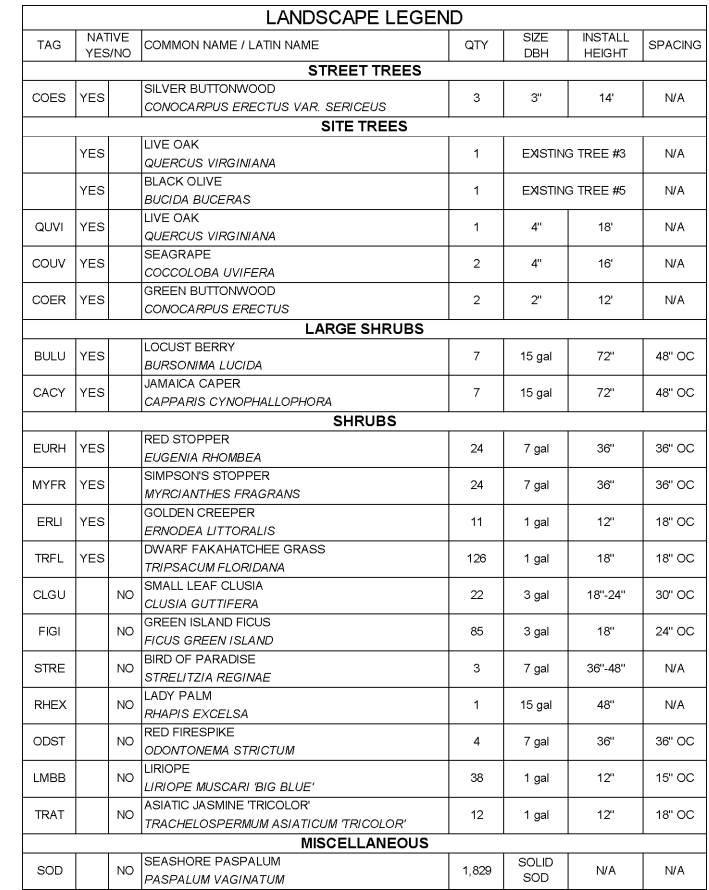 LANDSCAPE LEGEND
TAG NATIVE YES/NO COMMON NAME / LATIN NAME QTY SIZE DBH INSTALL HEIGHT SPACING
STREET TREES
COES YES SILVER BUTTONWOOD 3 3" 14' N/A
CONOCARPUS ERECTUS VAR. SERICEUS
SITE TREES
YES LIVE OAK 1 EXISTING TREE #3 N/A
QUERCUS VIRGINIANA
YES BLACK OLIVE 1 EXISTING TREE #5 N/A
BUCIDA BUCERAS
QUVI YES LIVE OAK 1 4" 18' N/A
QUERCUS VIRGINIANA
COUV YES SEAGRAPE 2 4" 16' N/A
COCCOLOBA UVIFERA
COER YES GREEN BUTTONWOOD 2 2" 12' N/A
CONOCARPUS ERECTUS
LARGE SHRUBS
BULU YES LOCUST BERRY 7 15 gal 72" 48" OC
BURSONIMA LUCIDA
CACY YES JAMAICA CAPER 7 15 gal 72" 48" OC
CAPPARIS CYNOPHALLOPHORA
SHRUBS
EURH YES RED STOPPER 24 7 gal 36" 36" OC
EUGENIA RHOMBEA
MYFR YES SIMPSON'S STOPPER 24 7 gal 36" 36" OC
MYRCIANTHES FRAGRANS
ERLI YES GOLDEN CREEPER 11 1 gal 12" 18" OC
ERNODEA LITTORALIS
TRFL YES DWARF FAKAHATCHEE GRASS 126 1 gal 18" 18" OC
TRIPSACUM FLORIDANA
CLGU NO SMALL LEAF CLUSIA 22 3 gal 18"-24" 30" OC
CLUSIA GUTTIFERA
FIGI NO GREEN ISLAND FICUS 85 3 gal 18" 24" OC
FICUS GREEN ISLAND
STRE NO BIRD OF PARADISE 3 7 gal 36"-48" N/A
STRELITZIA REGINAE
RHEX NO LADY PALM 1 15 gal 48" N/A
RHAPIS EXCELSA
ODST NO RED FIRESPIKE 4 7 gal 36" 36" OC
ODONTONEMA STRICTUM
LMBB NO LIRIOPE 38 1 gal 12" 15" OC
LIRIOPE MUSCARI 'BIG BLUE'
TRAT NO ASIATIC JASMINE 'TRICOLOR' 12 1 gal 12" 18" OC
TRACHELOSPERMUM ASIATICUM 'TRICOLOR'
MISCELLANEOUS
SOD NO SEASHORE PASPALUM 1,829 SOLID SOD N/A N/A
PASPALUM VAGINATUM